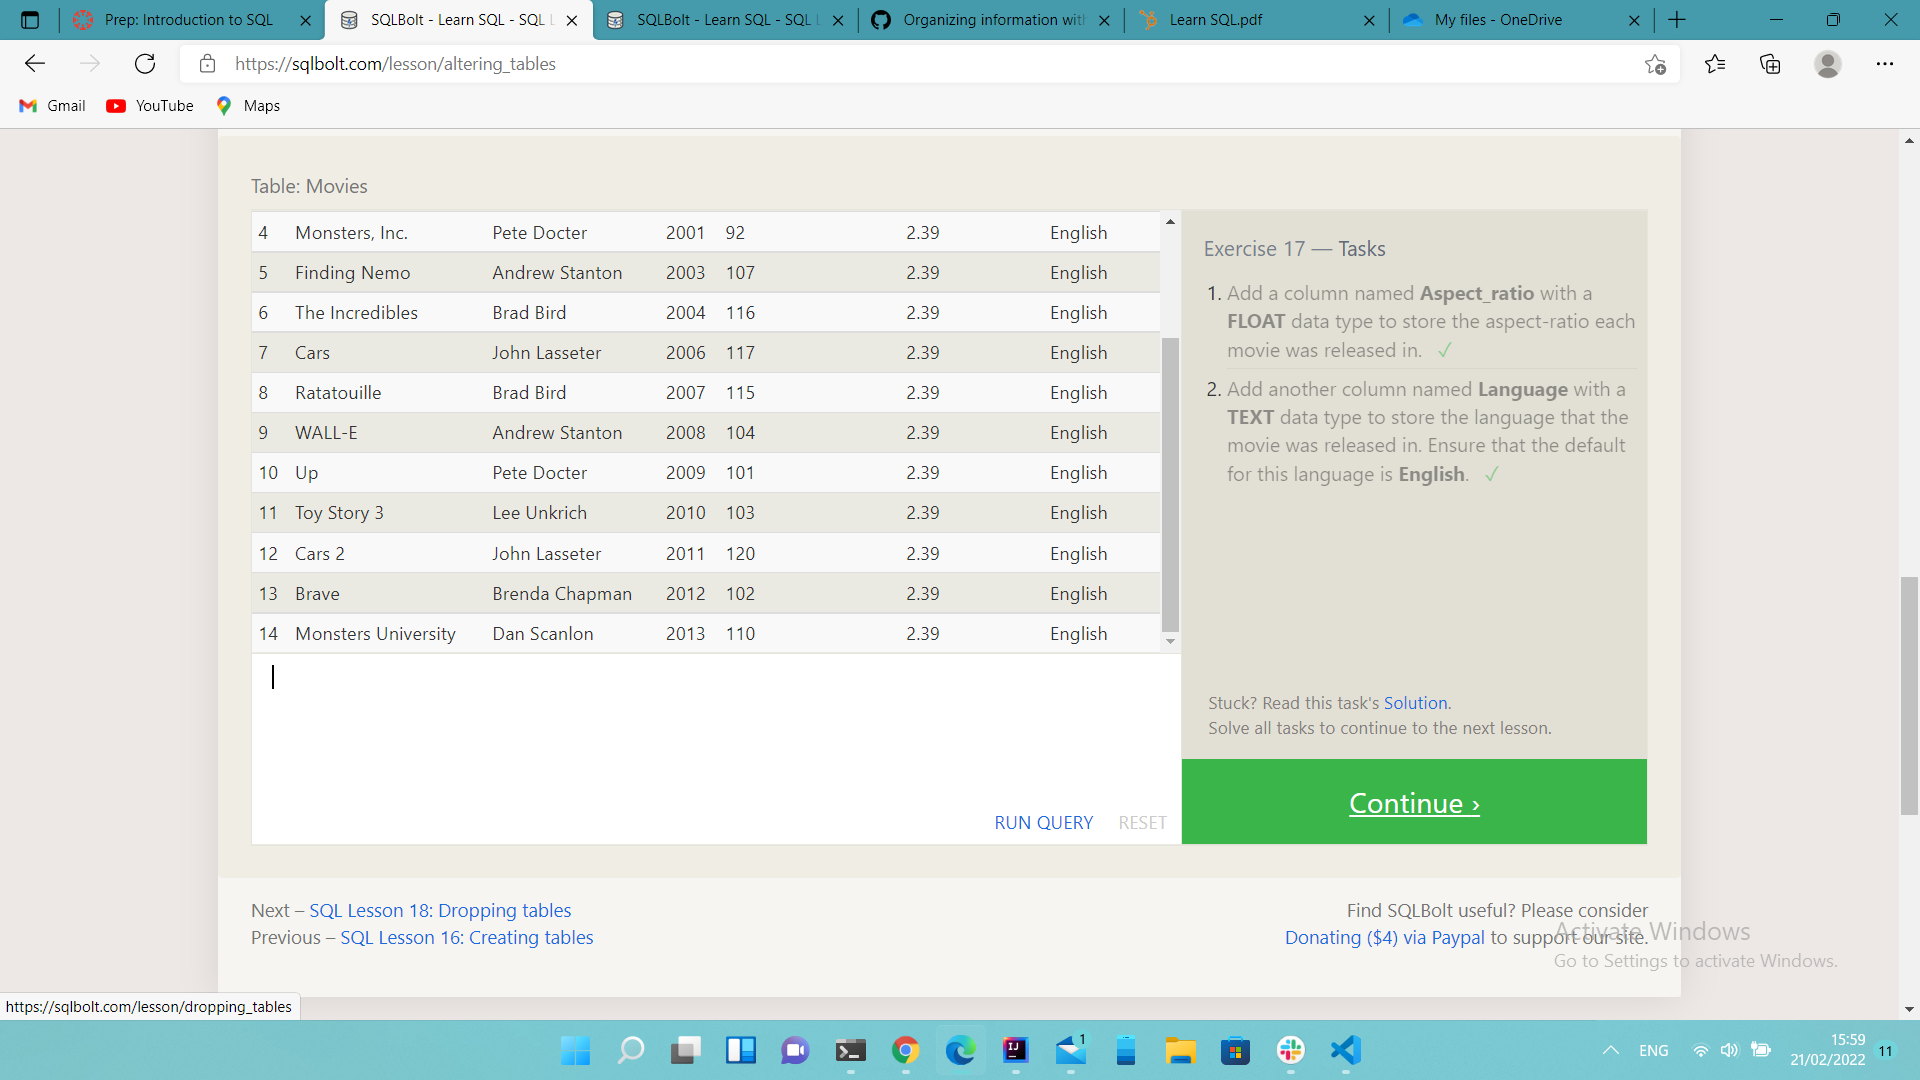 Prep: Introduction to SQL
SQLBolt - Learn SQL - SQL L
SQLBolt - Learn SQL - SQL L
Organizing information with
Learn SQL.pdf
My files - OneDrive
https://sqlbolt.com/lesson/altering_tables
Gmail
YouTube
Maps
Table: Movies
4 Monsters, Inc. Pete Docter 2001 92 2.39 English
5 Finding Nemo Andrew Stanton 2003 107 2.39 English
6 The Incredibles Brad Bird 2004 116 2.39 English
7 Cars John Lasseter 2006 117 2.39 English
8 Ratatouille Brad Bird 2007 115 2.39 English
9 WALL-E Andrew Stanton 2008 104 2.39 English
10 Up Pete Docter 2009 101 2.39 English
11 Toy Story 3 Lee Unkrich 2010 103 2.39 English
12 Cars 2 John Lasseter 2011 120 2.39 English
13 Brave Brenda Chapman 2012 102 2.39 English
14 Monsters University Dan Scanlon 2013 110 2.39 English
RUN QUERY RESET
Exercise 17 — Tasks
1. Add a column named Aspect_ratio with a
FLOAT data type to store the aspect-ratio each
movie was released in. ✓
2. Add another column named Language with a
TEXT data type to store the language that the
movie was released in. Ensure that the default
for this language is English. ✓
Stuck? Read this task's Solution.
Solve all tasks to continue to the next lesson.
Continue ›
Next – SQL Lesson 18: Dropping tables
Previous – SQL Lesson 16: Creating tables
Find SQLBolt useful? Please consider
Donating ($4) via Paypal to support our site.
Activate Windows
Go to Settings to activate Windows.
https://sqlbolt.com/lesson/dropping_tables
IJ
1
ENG
15:59
21/02/2022
11